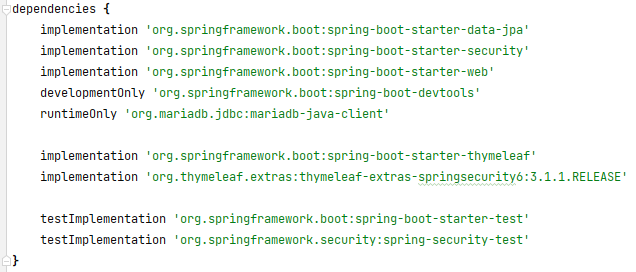 dependencies {
    implementation 'org.springframework.boot:spring-boot-starter-data-jpa'
    implementation 'org.springframework.boot:spring-boot-starter-security'
    implementation 'org.springframework.boot:spring-boot-starter-web'
    developmentOnly 'org.springframework.boot:spring-boot-devtools'
    runtimeOnly 'org.mariadb.jdbc:mariadb-java-client'

    implementation 'org.springframework.boot:spring-boot-starter-thymeleaf'
    implementation 'org.thymeleaf.extras:thymeleaf-extras-springsecurity6:3.1.1.RELEASE'

    testImplementation 'org.springframework.boot:spring-boot-starter-test'
    testImplementation 'org.springframework.security:spring-security-test'
}